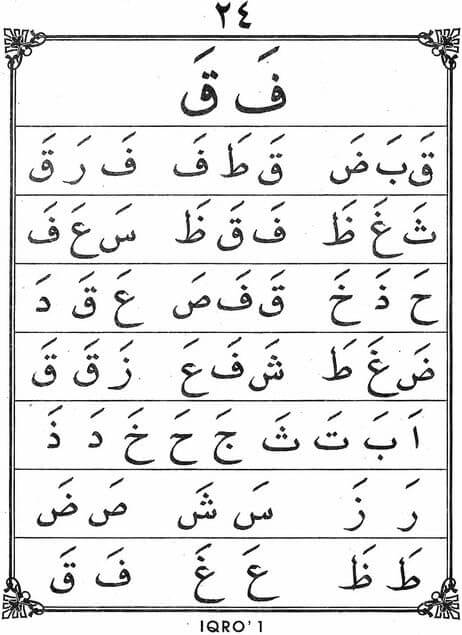 ٢٤
فَ قَ
قَ بَ ضَ قَ طَ فَ فَ رَ قَ
ثَ غَ ظَ فَ قَ ظَ سَ عَ فَ
حَ ذَ خَ قَ فَ صَ عَ قَ دَ
ضَ غَ طَ شَ فَ عَ زَ قَ قَ
اَ بَ تَ ثَ جَ حَ خَ دَ ذَ
رَ زَ سَ شَ صَ ضَ
طَ ظَ عَ غَ فَ قَ
IQRO' 1